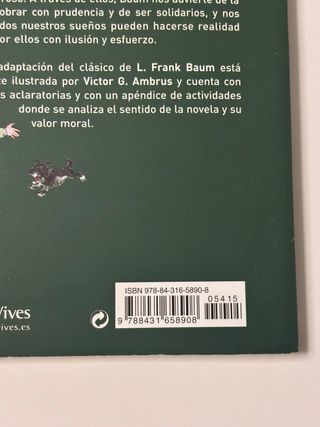 A través de ellos, Baum nos advierte de la
obrar con prudencia y de ser solidarios, y nos
dos nuestros sueños pueden hacerse realidad
or ellos con ilusión y esfuerzo.
adaptación del clásico de L. Frank Baum está
te ilustrada por Victor G. Ambrus y cuenta con
s aclaratorias y con un apéndice de actividades
donde se analiza el sentido de la novela y su
valor moral.
ISBN 978-84-316-5890-8
05415
9 788431 658908
Vives
vives.es